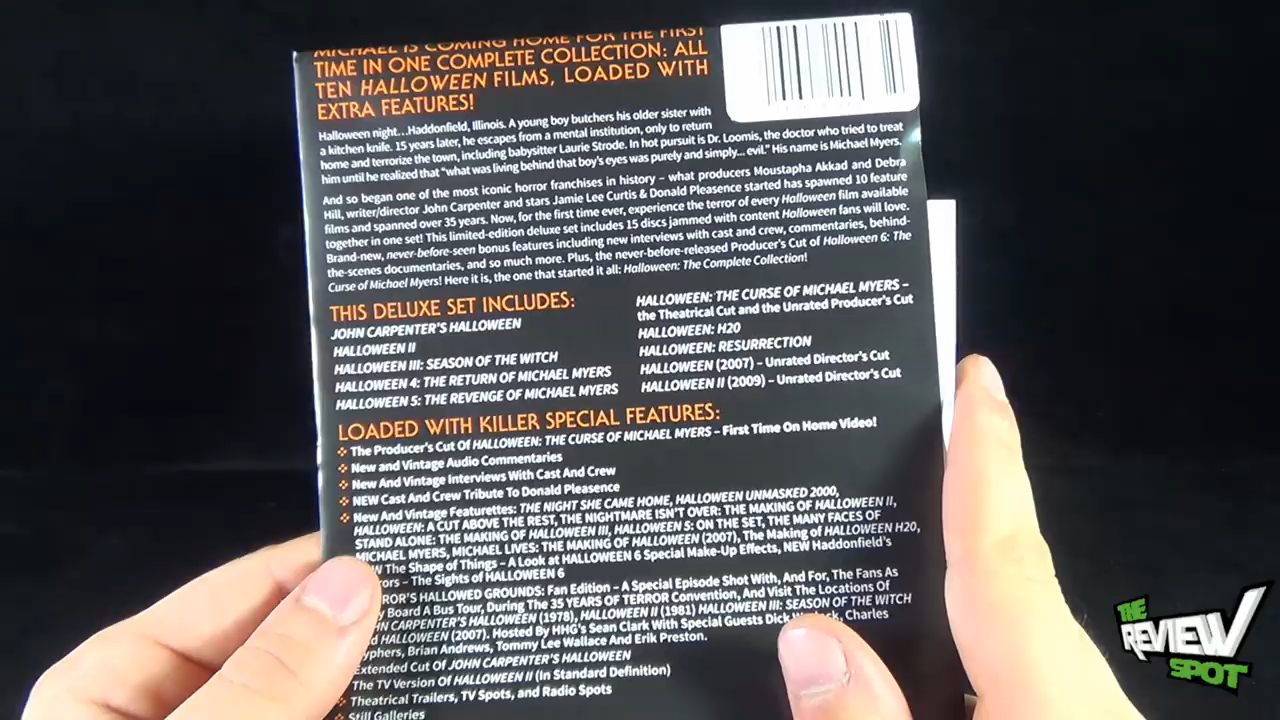 MICHAEL IS COMING HOME FOR THE FIRST
TIME IN ONE COMPLETE COLLECTION: ALL
TEN HALLOWEEN FILMS, LOADED WITH
EXTRA FEATURES!
Halloween night...Haddonfield, Illinois. A young boy butchers his older sister with
a kitchen knife. 15 years later, he escapes from a mental institution, only to return
home and terrorize the town, including babysitter Laurie Strode. In hot pursuit is Dr. Loomis, the doctor who tried to treat
him until he realized that "what was living behind that boy's eyes was purely and simply... evil." His name is Michael Myers.
And so began one of the most iconic horror franchises in history – what producers Moustapha Akkad and Debra
Hill, writer/director John Carpenter and stars Jamie Lee Curtis & Donald Pleasence started has spawned 10 feature
films and spanned over 35 years. Now, for the first time ever, experience the terror of every Halloween film available
together in one set! This limited-edition deluxe set includes 15 discs jammed with content Halloween fans will love.
Brand-new, never-before-seen bonus features including new interviews with cast and crew, commentaries, behind-
the-scenes documentaries, and so much more. Plus, the never-before-released Producer's Cut of Halloween 6: The
Curse of Michael Myers! Here it is, the one that started it all: Halloween: The Complete Collection!
THIS DELUXE SET INCLUDES:
JOHN CARPENTER'S HALLOWEEN
HALLOWEEN II
HALLOWEEN III: SEASON OF THE WITCH
HALLOWEEN 4: THE RETURN OF MICHAEL MYERS
HALLOWEEN 5: THE REVENGE OF MICHAEL MYERS
HALLOWEEN: THE CURSE OF MICHAEL MYERS –
the Theatrical Cut and the Unrated Producer's Cut
HALLOWEEN: H20
HALLOWEEN: RESURRECTION
HALLOWEEN (2007) – Unrated Director's Cut
HALLOWEEN II (2009) – Unrated Director's Cut
LOADED WITH KILLER SPECIAL FEATURES:
The Producer's Cut Of HALLOWEEN: THE CURSE OF MICHAEL MYERS – First Time On Home Video!
New and Vintage Audio Commentaries
New And Vintage Interviews With Cast And Crew
NEW Cast And Crew Tribute To Donald Pleasence
New And Vintage Featurettes: THE NIGHT SHE CAME HOME, HALLOWEEN UNMASKED 2000,
HALLOWEEN: A CUT ABOVE THE REST, THE NIGHTMARE ISN'T OVER: THE MAKING OF HALLOWEEN II,
STAND ALONE: THE MAKING OF HALLOWEEN III, HALLOWEEN 5: ON THE SET, THE MANY FACES OF
MICHAEL MYERS, MICHAEL LIVES: THE MAKING OF HALLOWEEN (2007), The Making of HALLOWEEN H20,
The Shape of Things – A Look at HALLOWEEN 6 Special Make-Up Effects, NEW Haddonfield's
– The Sights of HALLOWEEN 6
HALLOWED GROUNDS: Fan Edition – A Special Episode Shot With, And For, The Fans As
Board A Bus Tour, During The 35 YEARS OF TERROR Convention, And Visit The Locations Of
CARPENTER'S HALLOWEEN (1978), HALLOWEEN II (1981) HALLOWEEN III: SEASON OF THE WITCH
HALLOWEEN (2007). Hosted By HHG's Sean Clark With Special Guests Dick Charles
Brian Andrews, Tommy Lee Wallace And Erik Preston.
Extended Cut Of JOHN CARPENTER'S HALLOWEEN
The TV Version Of HALLOWEEN II (In Standard Definition)
Theatrical Trailers, TV Spots, and Radio Spots
Still Galleries
THE
REVIEW
SPOT